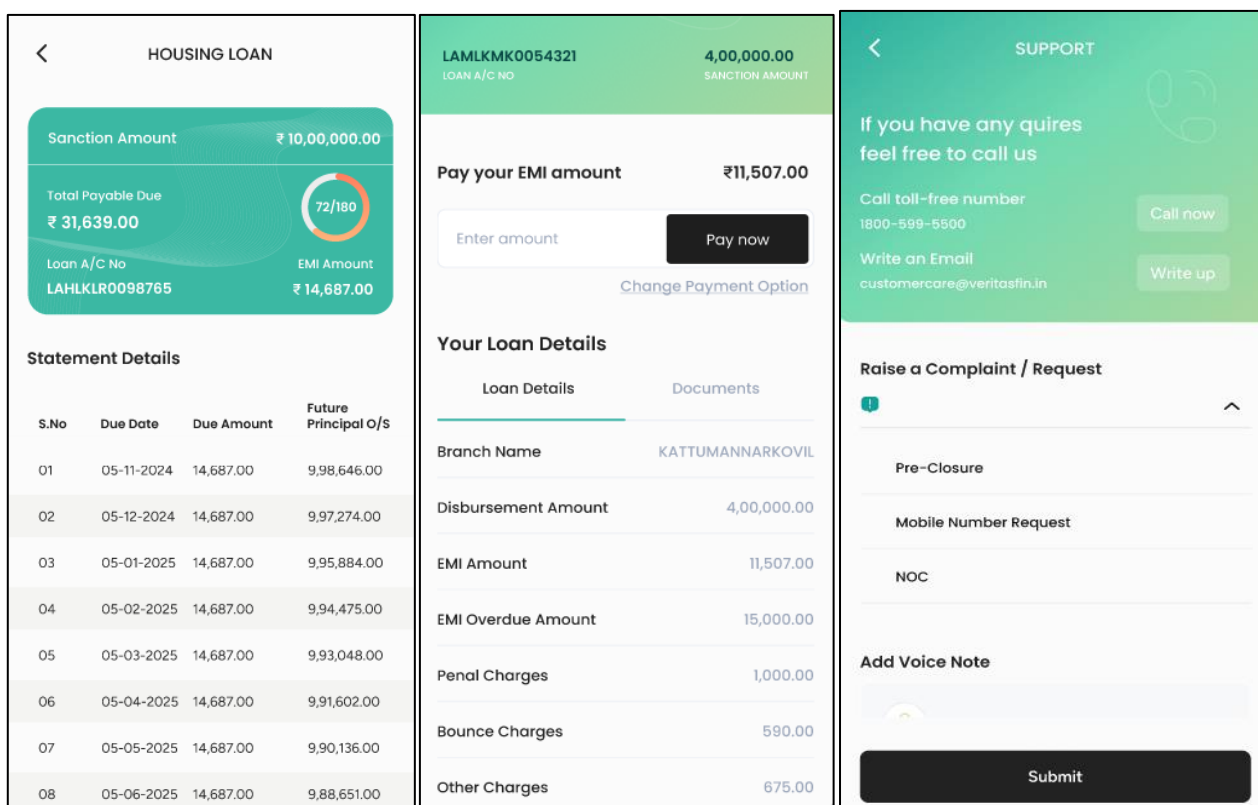 HOUSING LOAN
Sanction Amount ₹ 10,00,000.00
Total Payable Due
₹ 31,639.00
72/180
Loan A/C No EMI Amount
LAHLKLR0098765 ₹ 14,687.00
Statement Details
S.No Due Date Due Amount Future Principal O/S
01 05-11-2024 14,687.00 9,98,646.00
02 05-12-2024 14,687.00 9,97,274.00
03 05-01-2025 14,687.00 9,95,884.00
04 05-02-2025 14,687.00 9,94,475.00
05 05-03-2025 14,687.00 9,93,048.00
06 05-04-2025 14,687.00 9,91,602.00
07 05-05-2025 14,687.00 9,90,136.00
08 05-06-2025 14,687.00 9,88,651.00
LAMLKMK0054321 4,00,000.00
LOAN A/C NO SANCTION AMOUNT
Pay your EMI amount ₹11,507.00
Enter amount Pay now
Change Payment Option
Your Loan Details
Loan Details Documents
Branch Name KATTUMANNARKOVIL
Disbursement Amount 4,00,000.00
EMI Amount 11,507.00
EMI Overdue Amount 15,000.00
Penal Charges 1,000.00
Bounce Charges 590.00
Other Charges 675.00
SUPPORT
If you have any quires
feel free to call us
Call toll-free number
1800-599-5500
Call now
Write an Email
customercare@veritasfin.in
Write up
Raise a Complaint / Request
Pre-Closure
Mobile Number Request
NOC
Add Voice Note
Submit